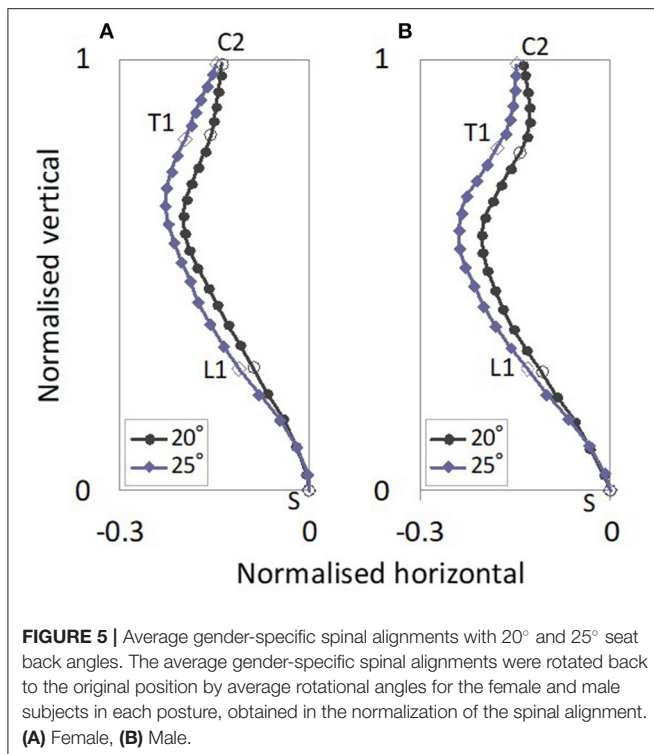 A
B
C2
C2
1
1
T1
T1
Normalised vertical
L1
L1
20°
25°
20°
25°
0
0
S
S
-0.3
0
-0.3
0
Normalised horizontal
FIGURE 5 | Average gender-specific spinal alignments with 20° and 25° seat
back angles. The average gender-specific spinal alignments were rotated back
to the original position by average rotational angles for the female and male
subjects in each posture, obtained in the normalization of the spinal alignment.
(A) Female, (B) Male.